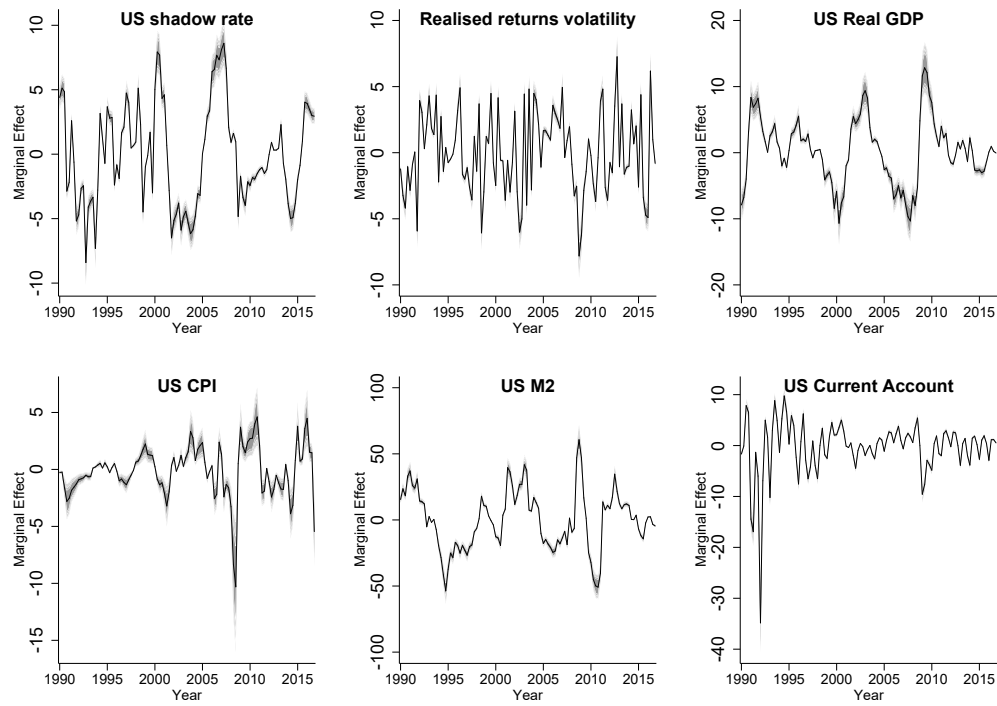 US shadow rate
Marginal Effect
10
5
0
-5
-10
1990 1995 2000 2005 2010 2015
Year
Realised returns volatility
Marginal Effect
10
5
0
-5
-10
1990 1995 2000 2005 2010 2015
Year
US Real GDP
Marginal Effect
20
10
0
-10
-20
1990 1995 2000 2005 2010 2015
Year
US CPI
Marginal Effect
5
0
-5
-10
-15
1990 1995 2000 2005 2010 2015
Year
US M2
Marginal Effect
100
50
0
-50
-100
1990 1995 2000 2005 2010 2015
Year
US Current Account
Marginal Effect
10
0
-10
-20
-30
-40
1990 1995 2000 2005 2010 2015
Year